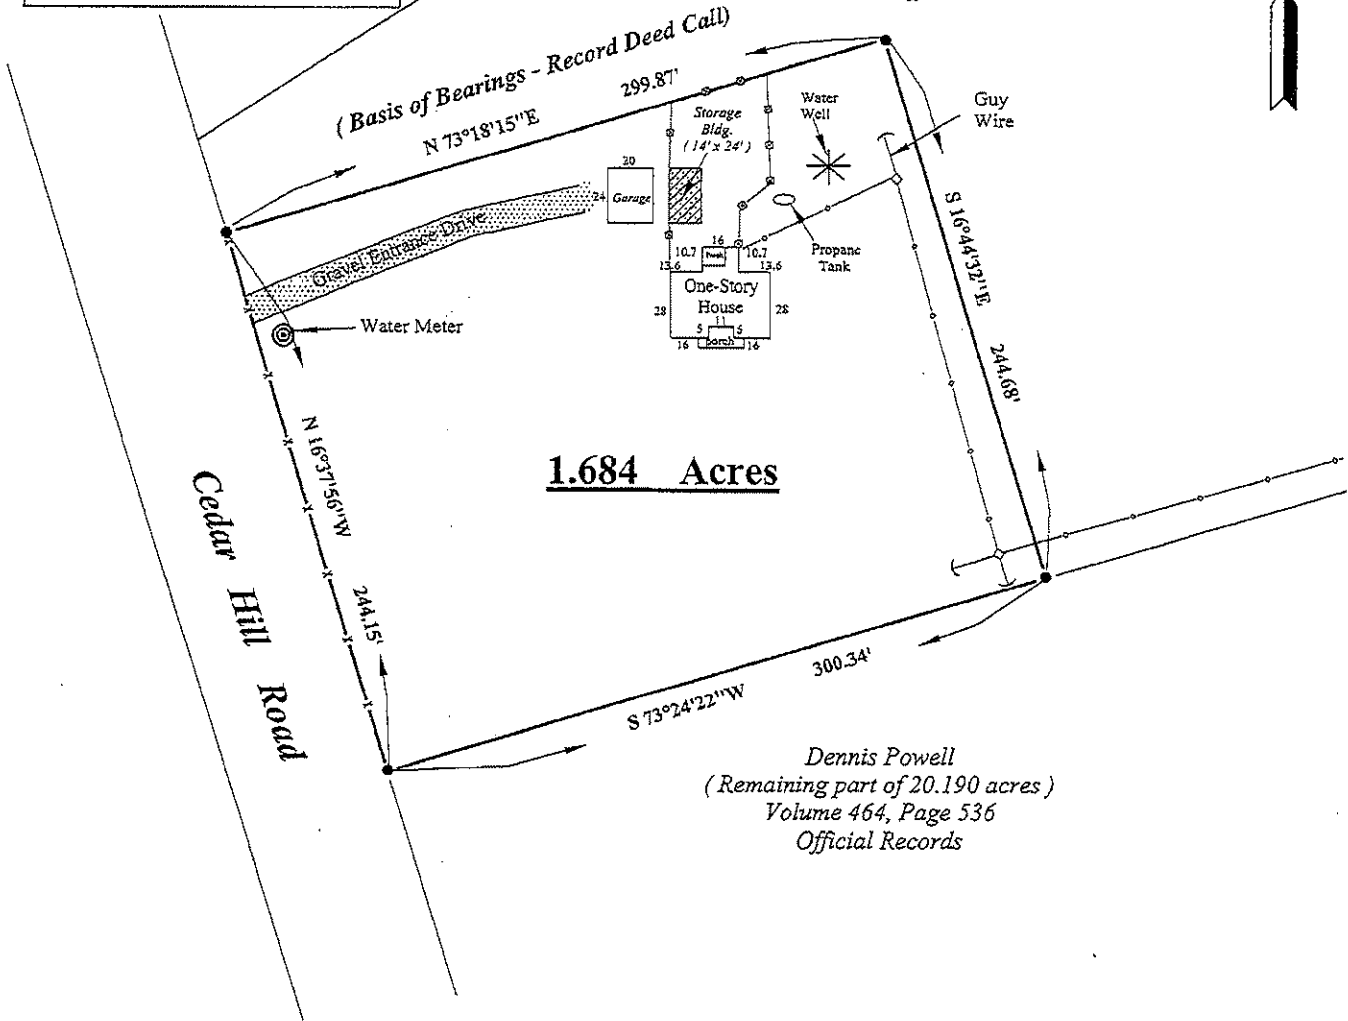 ( Basis of Bearings - Record Deed Call)
N 73°18'15"E
299.87'
Storage
Bldg.
( 14' x 24' )
Water
Well
Guy
Wire
20
24
Garage
Gravel Entrance Drive
Water Meter
S 16°44'32"E
244.68'
Propane
Tank
16
10.7
10.7
13.6
13.6
One-Story
House
28
28
11
5
5
16
porch
16
N 16°37'56"W
244.15'
1.684 Acres
Cedar Hill Road
S 73°24'22"W
300.34'
Dennis Powell
( Remaining part of 20.190 acres )
Volume 464, Page 536
Official Records